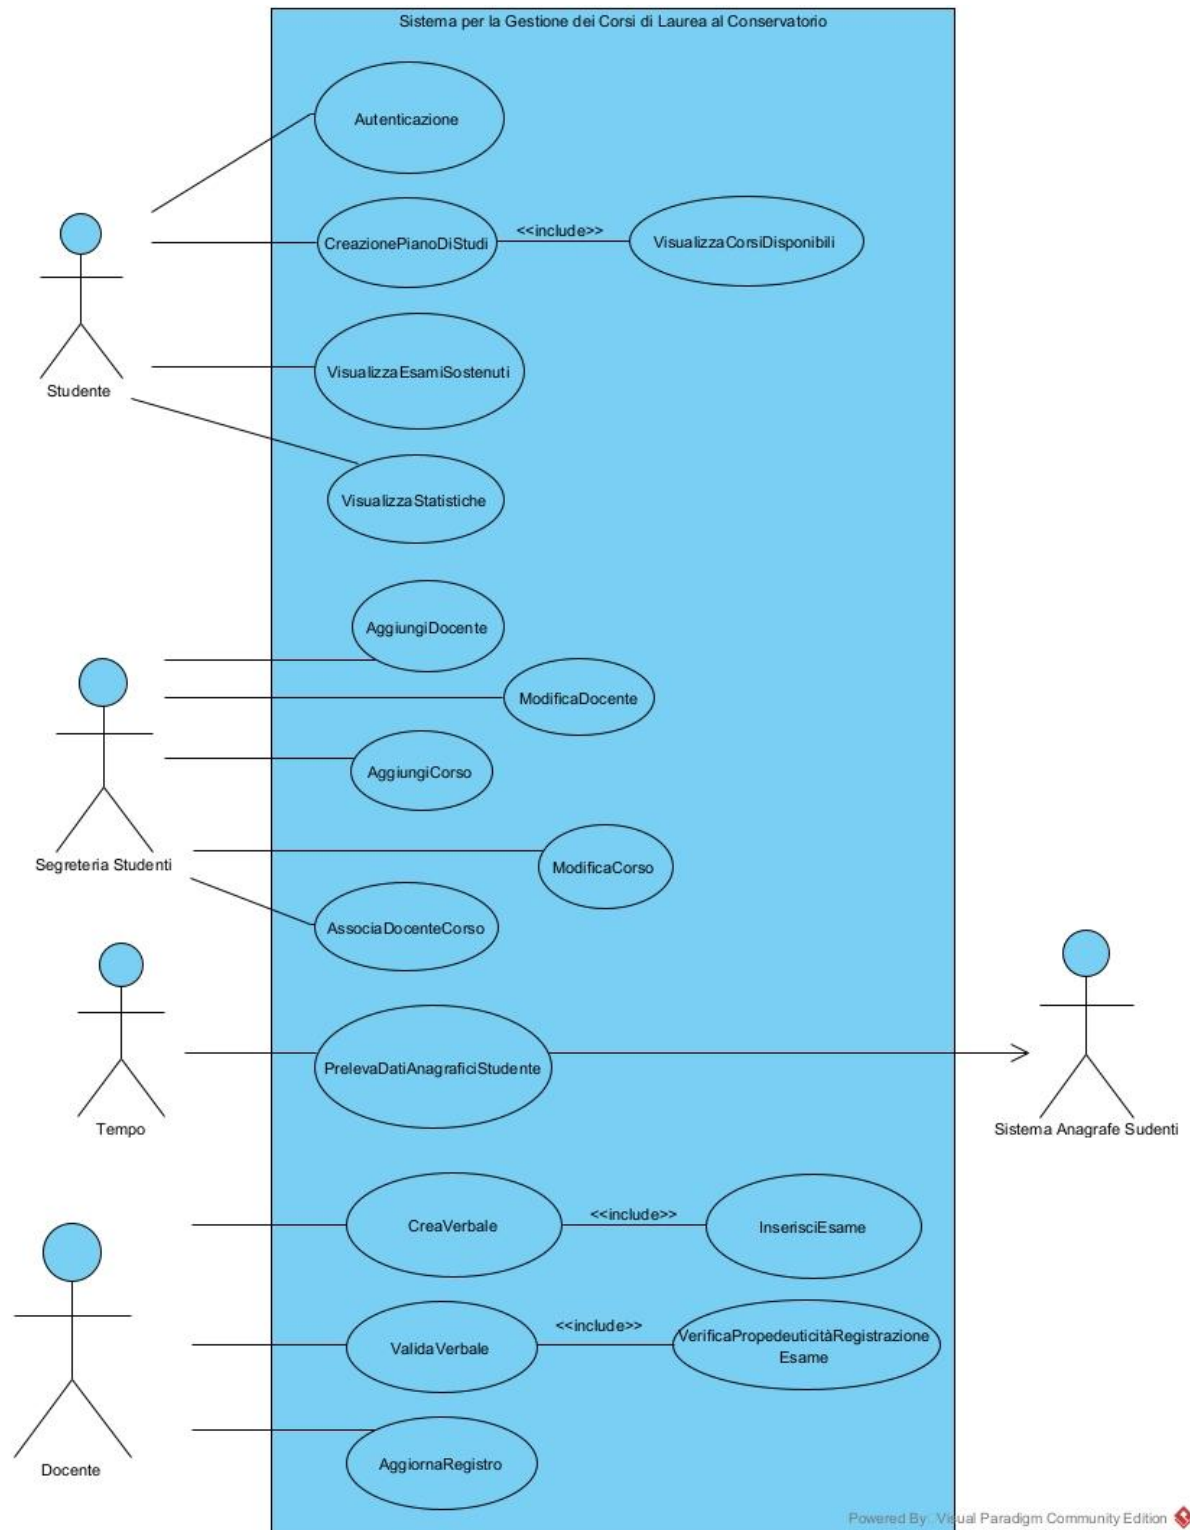 Sistema per la Gestione dei Corsi di Laurea al Conservatorio
Autenticazione
CreazionePianoDiStudi
<<include>>
VisualizzaCorsiDisponibili
VisualizzaEsamiSostenuti
Studente
VisualizzaStatistiche
AggiungiDocente
ModificaDocente
AggiungiCorso
Segreteria Studenti
ModificaCorso
AssociaDocenteCorso
PrelevaDatiAnagraficiStudente
Tempo
Sistema Anagrafe Sudenti
CreaVerbale
<<include>>
InserisciEsame
ValidaVerbale
<<include>>
VerificaPropedeuticitàRegistrazione
Esame
AggiornaRegistro
Docente
Powered By Visual Paradigm Community Edition